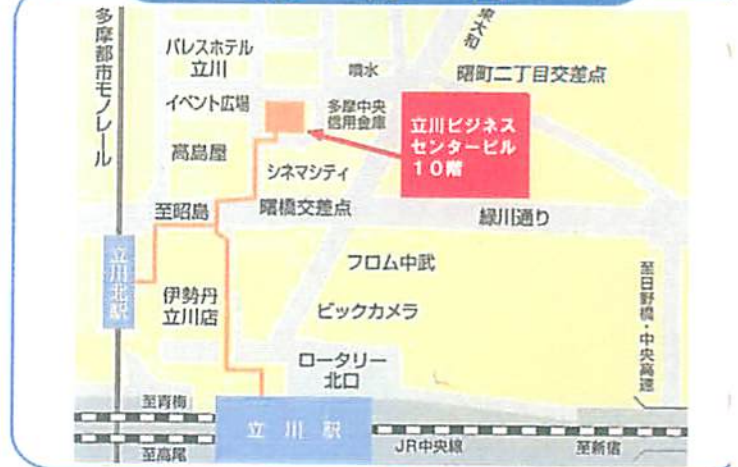 多摩都市モノレール
パレスホテル
立川
噴水
東大和
曙町二丁目交差点
イベント広場
多摩中央
信用金庫
立川ビジネス
センタービル
10階
高島屋
シネマシティ
至昭島
曙橋交差点
緑川通り
立川北駅
フロム中武
伊勢丹
立川店
ビックカメラ
至日野橋・中央高速
ロータリー
北口
至青梅
立川駅
JR中央線
至高尾
至新宿